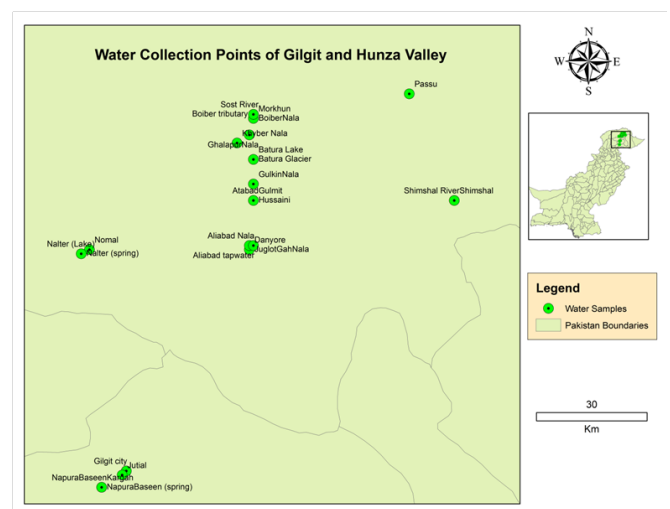 Water Collection Points of Gilgit and Hunza Valley
N
W
E
S
Passu
Sost River
Morkhun
Boiber tributary
BoiberNala
Khyber Nala
GhalapdrNala
Batura Lake
Batura Glacier
GulkinNala
AtabadGulmit
Hussaini
Shimshal RiverShimshal
Aliabad Nala
Danyore
JuglotGahNala
Aliabad tapwater
Nalter (Lake)
Nomal
Nalter (spring)
Gilgit city
Jutial
NapuraBaseenKargah
NapuraBaseen (spring)
Legend
Water Samples
Pakistan Boundaries
30
Km